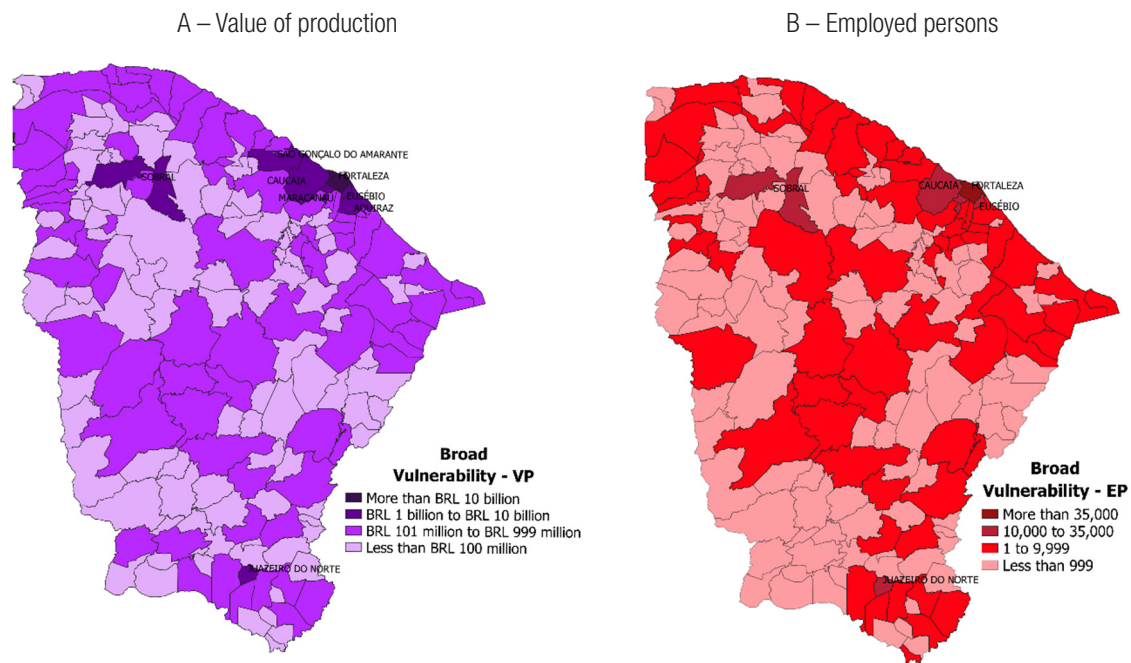 A – Value of production
B – Employed persons
SÃO GONÇALO DO AMARANTE
SOBRAL
CAUCAIA
FORTALEZA
MARACANAÚ
EUSÉBIO
AQUIRAZ
JUAZEIRO DO NORTE
Broad
Vulnerability - VP
More than BRL 10 billion
BRL 1 billion to BRL 10 billion
BRL 101 million to BRL 999 million
Less than BRL 100 million
SOBRAL
CAUCAIA
FORTALEZA
EUSÉBIO
JUAZEIRO DO NORTE
Broad
Vulnerability - EP
More than 35,000
10,000 to 35,000
1 to 9,999
Less than 999